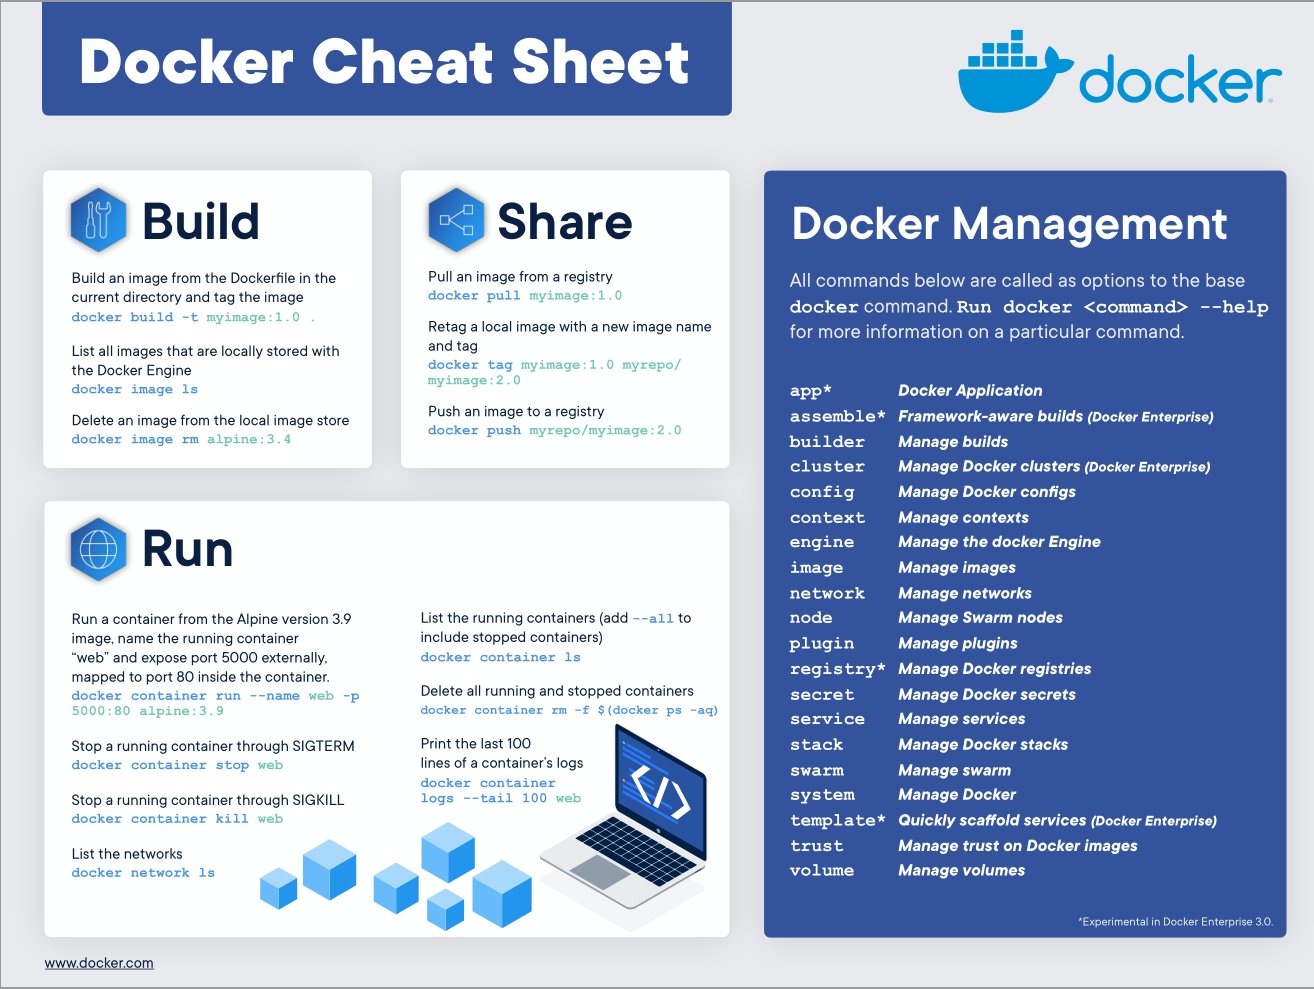 Docker Cheat Sheet
docker
Build
Build an image from the Dockerfile in the
current directory and tag the image
docker build -t myimage:1.0 .
List all images that are locally stored with
the Docker Engine
docker image ls
Delete an image from the local image store
docker image rm alpine:3.4
Share
Pull an image from a registry
docker pull myimage:1.0
Retag a local image with a new image name
and tag
docker tag myimage:1.0 myrepo/
myimage:2.0
Push an image to a registry
docker push myrepo/myimage:2.0
Run
Run a container from the Alpine version 3.9
image, name the running container
“web” and expose port 5000 externally,
mapped to port 80 inside the container.
docker container run --name web -p
5000:80 alpine:3.9
Stop a running container through SIGTERM
docker container stop web
Stop a running container through SIGKILL
docker container kill web
List the networks
docker network ls
List the running containers (add --all to
include stopped containers)
docker container ls
Delete all running and stopped containers
docker container rm -f $(docker ps -aq)
Print the last 100
lines of a container’s logs
docker container
logs --tail 100 web
</>
Docker Management
All commands below are called as options to the base
docker command. Run docker <command> --help
for more information on a particular command.
app* Docker Application
assemble* Framework-aware builds (Docker Enterprise)
builder Manage builds
cluster Manage Docker clusters (Docker Enterprise)
config Manage Docker configs
context Manage contexts
engine Manage the docker Engine
image Manage images
network Manage networks
node Manage Swarm nodes
plugin Manage plugins
registry* Manage Docker registries
secret Manage Docker secrets
service Manage services
stack Manage Docker stacks
swarm Manage swarm
system Manage Docker
template* Quickly scaffold services (Docker Enterprise)
trust Manage trust on Docker images
volume Manage volumes
*Experimental in Docker Enterprise 3.0.
www.docker.com